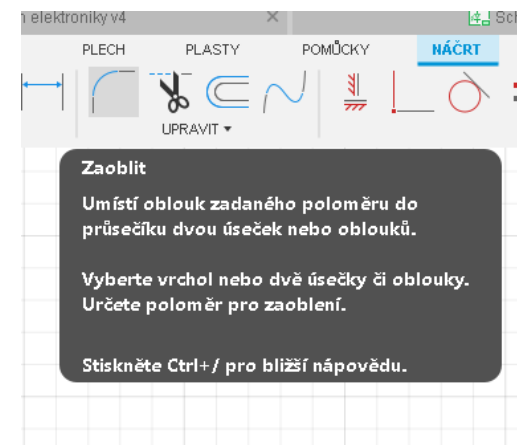 n elektroniky v4
Sch
PLECH PLASTY POMŮCKY NÁČRT
UPRAVIT
Zaoblit
Umístí oblouk zadaného poloměru do
průsečíku dvou úseček nebo oblouků.
Vyberte vrchol nebo dvě úsečky či oblouky.
Určete poloměr pro zaoblení.
Stiskněte Ctrl+/ pro bližší nápovědu.